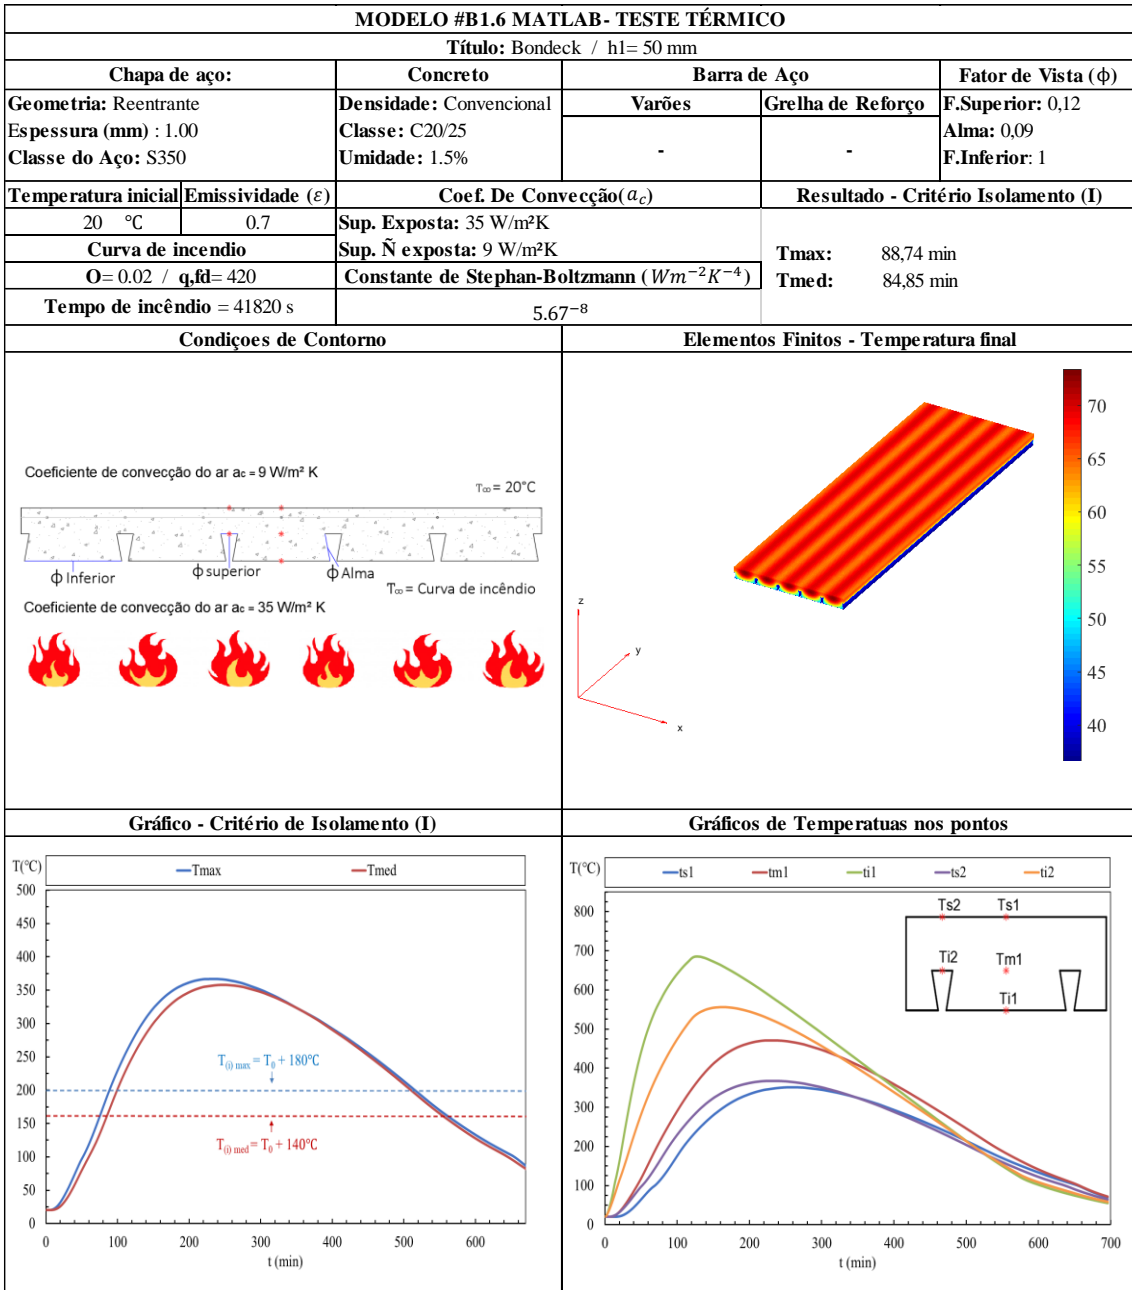 MODELO #B1.6 MATLAB- TESTE TÉRMICO
Título: Bondeck / h1= 50 mm
Chapa de aço:
Concreto
Barra de Aço
Fator de Vista (ϕ)
Geometria: Reentrante
Espessura (mm) : 1.00
Classe do Aço: S350
Densidade: Convencional
Classe: C20/25
Umidade: 1.5%
Varões
Grelha de Reforço
-
-
F.Superior: 0,12
Alma: 0,09
F.Inferior: 1
Temperatura inicial
Emissividade (ε)
Coef. De Convecção(a_c)
Resultado - Critério Isolamento (I)
20 °C
0.7
Sup. Exposta: 35 W/m²K
Sup. Ñ exposta: 9 W/m²K
Curva de incendio
O= 0.02 / q,fd= 420
Constante de Stephan-Boltzmann (Wm⁻²K⁻⁴)
Tempo de incêndio = 41820 s
5.67⁻⁸
Tmax: 88,74 min
Tmed: 84,85 min
Condiçoes de Contorno
Elementos Finitos - Temperatura final
Coeficiente de convecção do ar ac = 9 W/m² K
T∞ = 20°C
ϕ Inferior
ϕ superior
ϕ Alma
T∞ = Curva de incêndio
Coeficiente de convecção do ar ac = 35 W/m² K
z
y
x
70
65
60
55
50
45
40
Gráfico - Critério de Isolamento (I)
Gráficos de Temperatuas nos pontos
T(°C)
Tmax
Tmed
500
450
400
350
300
250
200
150
100
50
0
T(i) max = T0 + 180°C
T(i) med = T0 + 140°C
0 100 200 300 400 500 600
t (min)
T(°C)
ts1
tm1
ti1
ts2
ti2
800
700
600
500
400
300
200
100
0
Ts2
Ts1
Ti2
Tm1
Ti1
0 100 200 300 400 500 600 700
t (min)